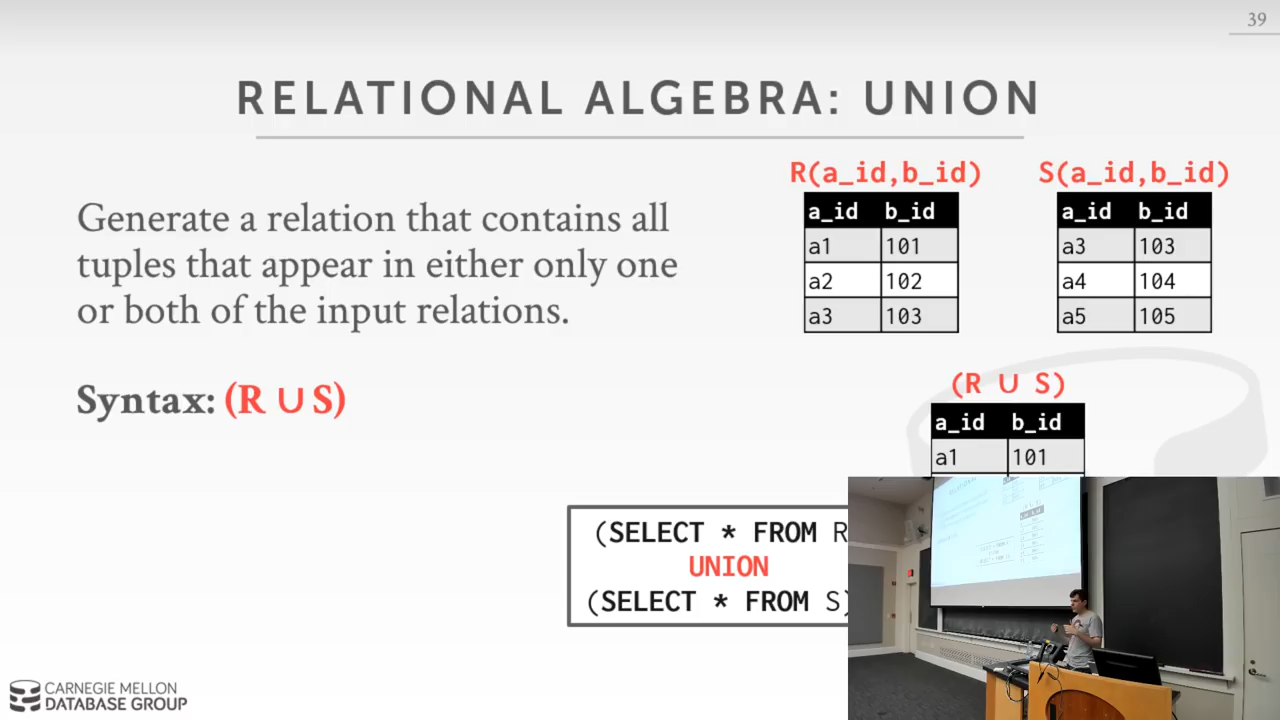 39
RELATIONAL ALGEBRA: UNION
Generate a relation that contains all
tuples that appear in either only one
or both of the input relations.
Syntax: (R ∪ S)
R(a_id,b_id)
a_id b_id
a1 101
a2 102
a3 103
S(a_id,b_id)
a_id b_id
a3 103
a4 104
a5 105
(R ∪ S)
a_id b_id
a1 101
(SELECT * FROM R
UNION
(SELECT * FROM S)
CARNEGIE MELLON
DATABASE GROUP